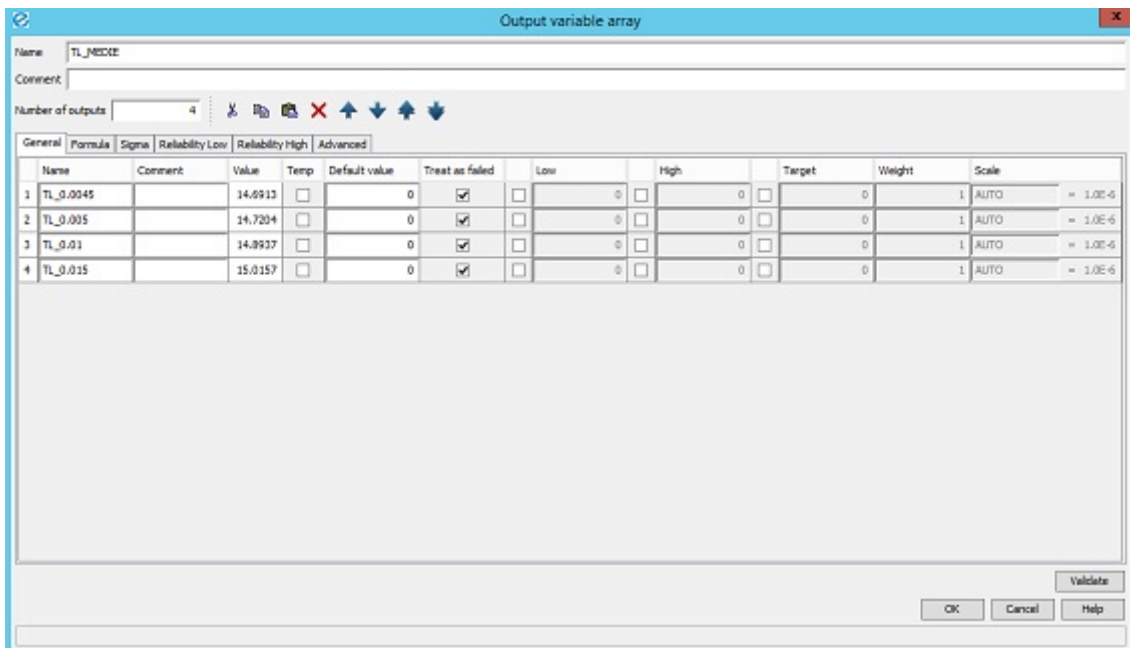 Output variable array
x
Name TL_MEDIE
Comment
Number of outputs 4
General Formula Sigma Reliability Low Reliability High Advanced
Name Comment Value Temp Default value Treat as failed Low High Target Weight Scale
1 TL_0.0045 14.6913 0 0 0 0 1 AUTO = 1.0E-6
2 TL_0.005 14.7204 0 0 0 0 1 AUTO = 1.0E-6
3 TL_0.01 14.8937 0 0 0 0 1 AUTO = 1.0E-6
4 TL_0.015 15.0157 0 0 0 0 1 AUTO = 1.0E-6
Validate
OK Cancel Help